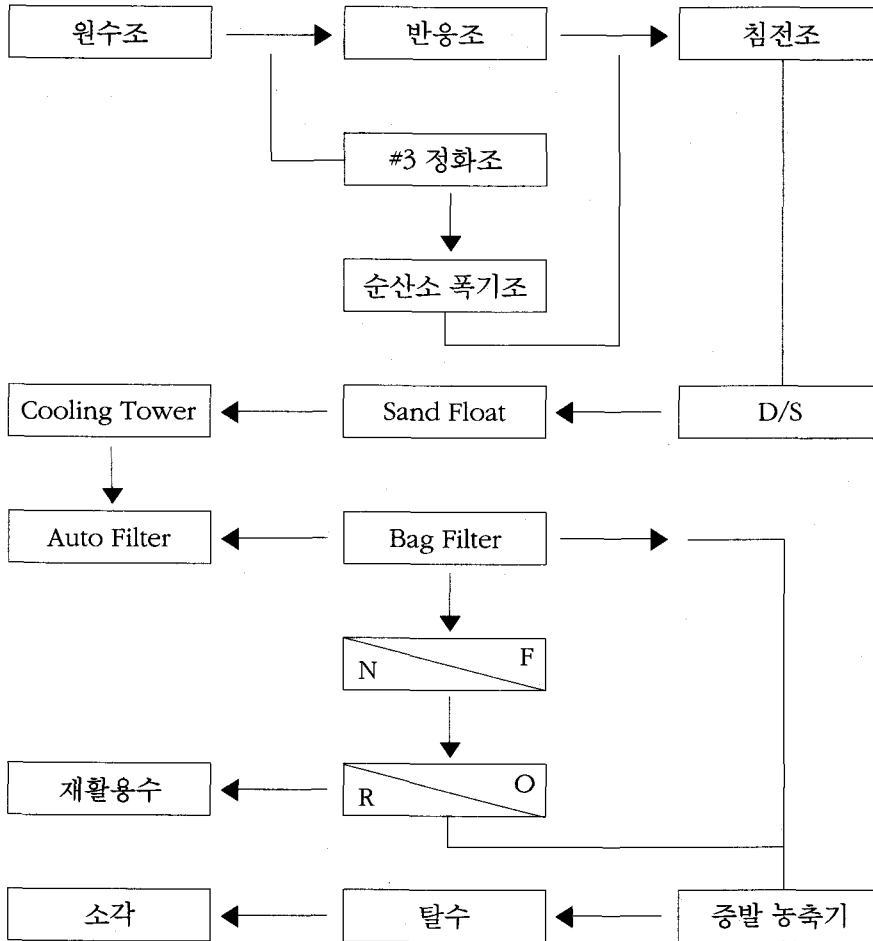 원수조
반응조
침전조
#3 정화조
순산소 폭기조
Cooling Tower
Sand Float
D/S
Auto Filter
Bag Filter
N F
R O
재활용수
소각
탈수
증발 농축기